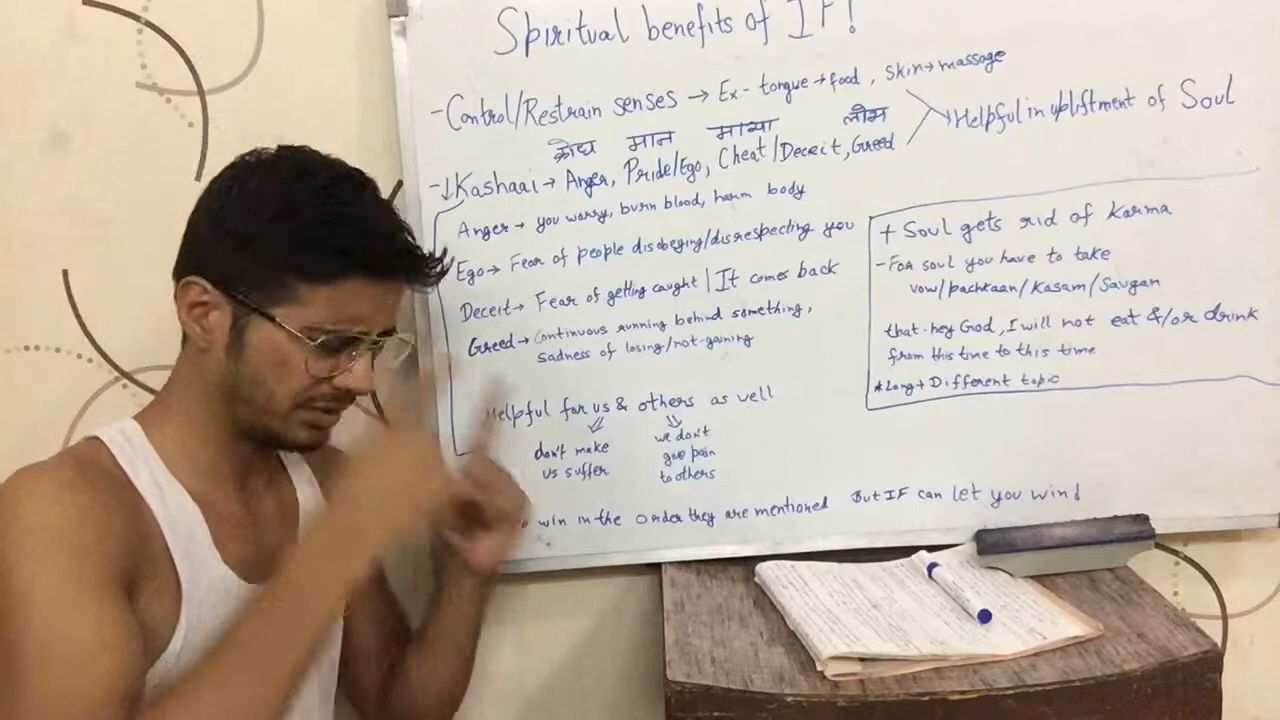 Spiritual benefits of IF!
-Control/Restrain senses → Ex- tongue → food, skin → massage
क्रोध मान माया लोभ
→ Helpful in upliftment of Soul
-↓ Kashaai → Anger, Pride/Ego, Cheat/Deceit, Greed
Anger → you worry, burn blood, harm body
Ego → Fear of people disobeying/disrespecting you
Deceit → Fear of getting caught | It comes back
Greed → Continuous running behind something,
sadness of losing/not-gaining
Helpful for us & others as well
don't make
us suffer
we don't
give pain
to others
win in the order they are mentioned But IF can let you win!
+ Soul gets rid of Karma
- For soul you have to take
vow/pachkaan/Kasam/Saugan
that-hey God, I will not eat &/or drink
from this time to this time
*Long + Different topic